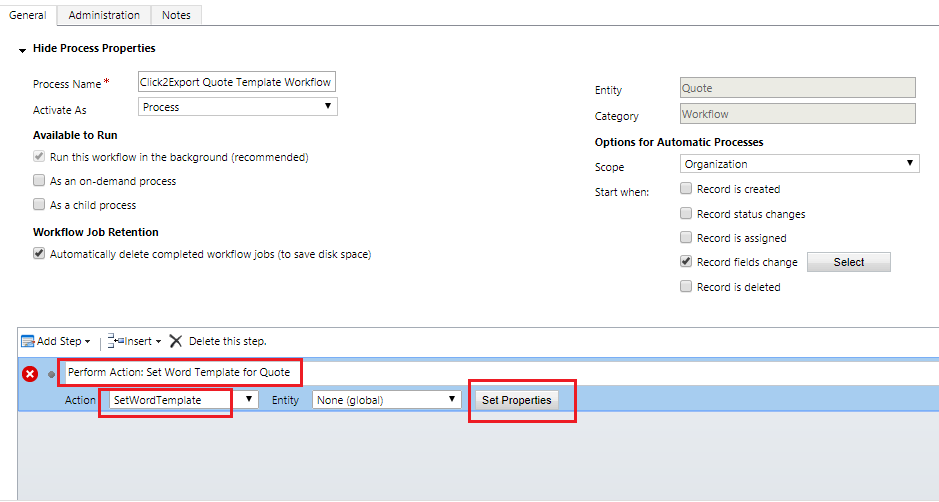 General Administration Notes
Hide Process Properties
Process Name * Click2Export Quote Template Workflow
Activate As Process
Available to Run
Run this workflow in the background (recommended)
As an on-demand process
As a child process
Workflow Job Retention
Automatically delete completed workflow jobs (to save disk space)
Entity Quote
Category Workflow
Options for Automatic Processes
Scope Organization
Start when: Record is created
Record status changes
Record is assigned
Record fields change Select
Record is deleted
Add Step Insert Delete this step.
Perform Action: Set Word Template for Quote
Action SetWordTemplate Entity None (global) Set Properties